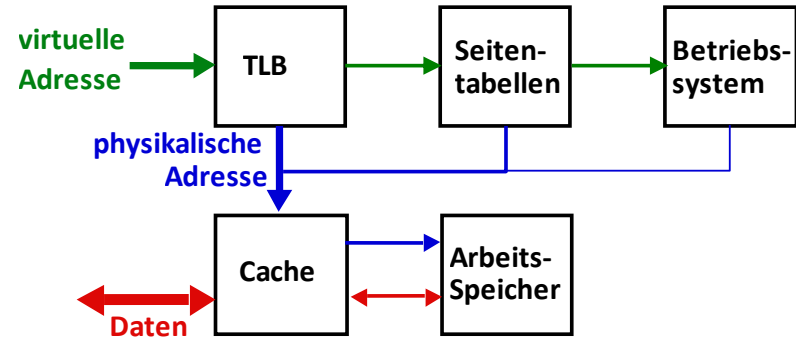 virtuelle
Adresse
TLB
Seiten-
tabellen
Betriebs-
system
physikalische
Adresse
Cache
Arbeits-
Speicher
Daten